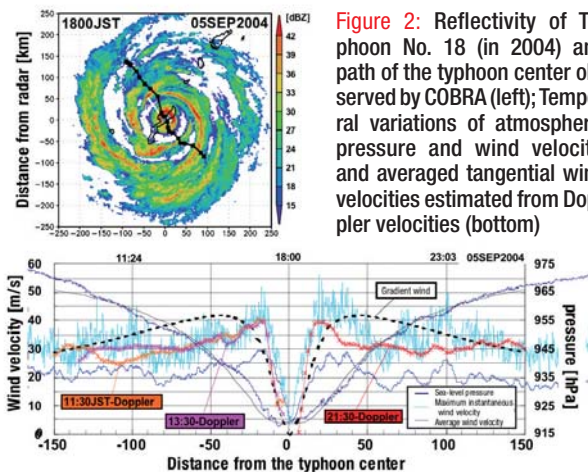 1800JST 05SEP2004 [dBZ]
Distance from radar [km]
250
200
150
100
50
0
-50
-100
-150
-200
-250
-250 -200 -150 -100 -50 0 50 100 150 200 250
42
39
36
33
30
27
24
21
18
15
Figure 2: Reflectivity of T
phoon No. 18 (in 2004) an
path of the typhoon center o
served by COBRA (left); Tempo
ral variations of atmospher
pressure and wind velocit
and averaged tangential win
velocities estimated from Dop
pler velocities (bottom)
11:24 18:00 23:03 05SEP2004
Wind velocity [m/s]
60
50
40
30
20
10
0
Gradient wind
975
965
955
945
935
925
915
pressure [hPa]
11:30JST-Doppler
13:30-Doppler
21:30-Doppler
Sea-level pressure
Maximum instantaneous
wind velocity
Average wind velocity
-150 -100 -50 0 50 100 150
Distance from the typhoon center